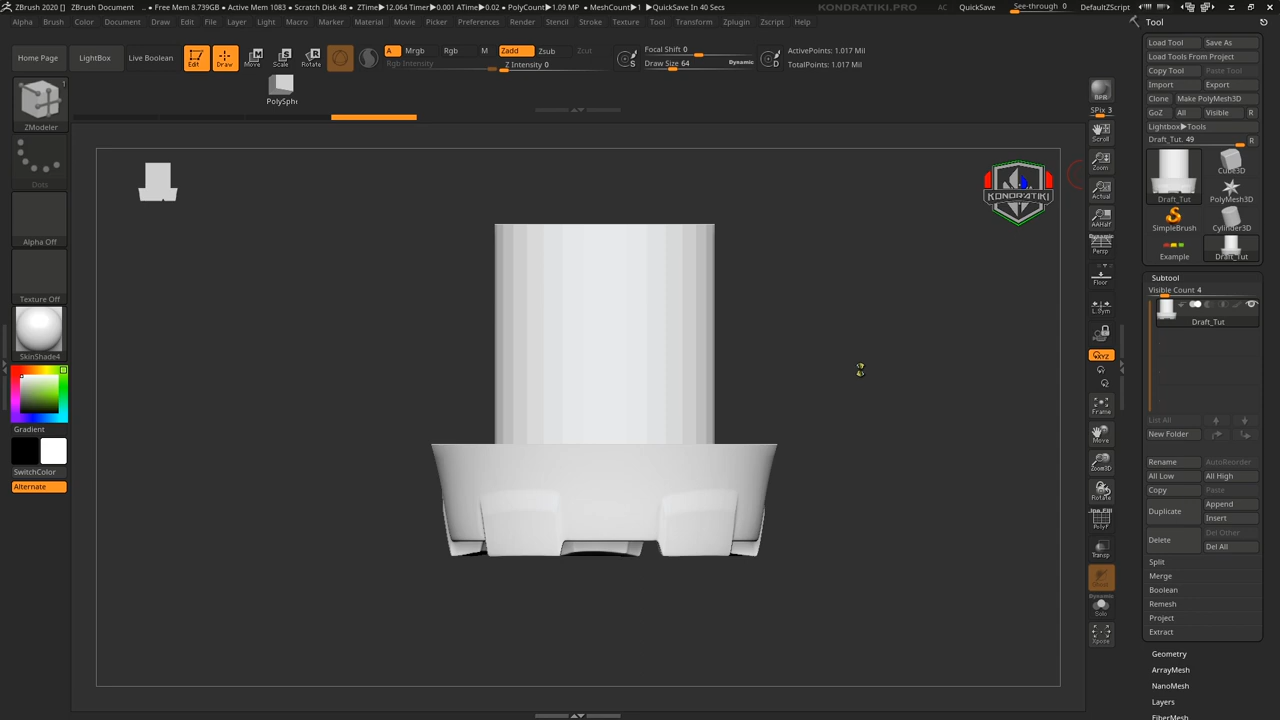 ZBrush 2020 [] ZBrush Document .. • Free Mem 8.739GB • Active Mem 1083 • Scratch Disk 48 • ZTime▶12.064 Timer▶0.001 ATime▶0.02 • PolyCount▶1.09 MP • MeshCount▶1 ▶QuickSave In 40 Secs KONDRATIKI.PRO AC QuickSave See-through 0 DefaultZScript
Alpha Brush Color Document Draw Edit File Layer Light Macro Marker Material Movie Picker Preferences Render Stencil Stroke Texture Tool Transform Zplugin Zscript Help
Tool
Load Tool Save As
Load Tools From Project
Copy Tool Paste Tool
Import Export
Clone Make PolyMesh3D
GoZ All Visible R
Lightbox▶Tools
Draft_Tut. 49 R
Draft_Tut
Cube3D
PolyMesh3D
SimpleBrush
Cylinder3D
Example
Draft_Tut
Home Page
LightBox
Live Boolean
Edit
Draw
Move
Scale
Rotate
A Mrgb Rgb M Zadd Zsub Zcut
Rgb Intensity
Z Intensity 0
S
Focal Shift 0
Draw Size 64 Dynamic
D
ActivePoints: 1.017 Mil
TotalPoints: 1.017 Mil
1
ZModeler
PolySph
Dots
Alpha Off
Texture Off
SkinShade4
Gradient
SwitchColor
Alternate
KONDRATIKI
BPR
SPix 3
Scroll
Zoom
Actual
AAHalf
Dynamic
Persp
Floor
L.Sym
XYZ
Frame
Move
Zoom3D
Rotate
Line Fill
PolyF
Transp
Dynamic
Solo
Xpose
Subtool
Visible Count 4
Draft_Tut
List All
New Folder
Rename AutoReorder
All Low All High
Copy Paste
Duplicate
Append
Insert
Delete
Del Other
Del All
Split
Merge
Boolean
Remesh
Project
Extract
Geometry
ArrayMesh
NanoMesh
Layers
FiberMesh